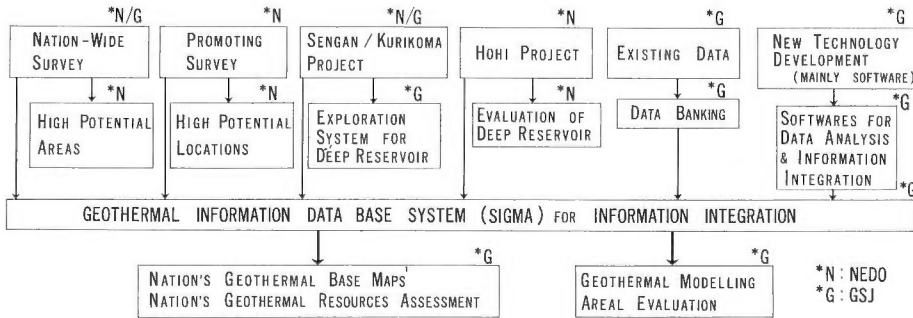 *N/G
*N
*N/G
*N
*G
*G
NATION-WIDE
SURVEY
PROMOTING
SURVEY
SENGAN/KURIKOMA
PROJECT
HOHI PROJECT
EXISTING DATA
NEW TECHNOLOGY
DEVELOPMENT
(MAINLY SOFTWARE)
*N
*N
*G
*N
*G
*G
HIGH POTENTIAL
AREAS
HIGH POTENTIAL
LOCATIONS
EXPLORATION
SYSTEM FOR
DEEP RESERVOIR
EVALUATION OF
DEEP RESERVOIR
DATA BANKING
SOFTWARES FOR
DATA ANALYSIS
& INFORMATION
INTEGRATION
*G
GEOTHERMAL INFORMATION DATA BASE SYSTEM (SIGMA) FOR INFORMATION INTEGRATION
*G
*G
NATION'S GEOTHERMAL BASE MAPS
NATION'S GEOTHERMAL RESOURCES ASSESSMENT
GEOTHERMAL MODELLING
AREAL EVALUATION
*N: NEDO
*G: GSJ